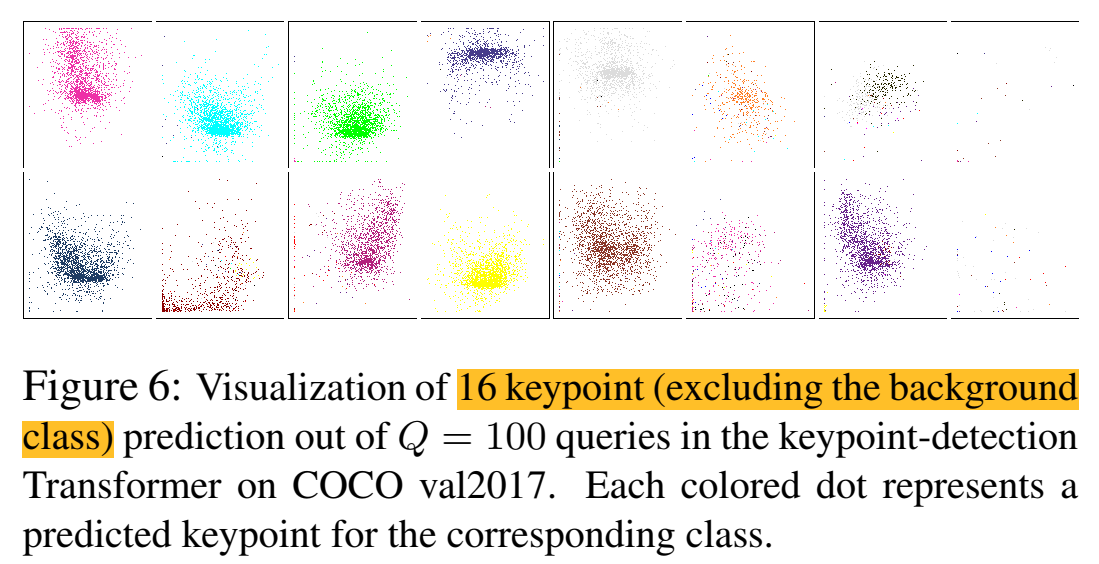 Figure 6: Visualization of 16 keypoint (excluding the background
class) prediction out of Q = 100 queries in the keypoint-detection
Transformer on COCO val2017. Each colored dot represents a
predicted keypoint for the corresponding class.